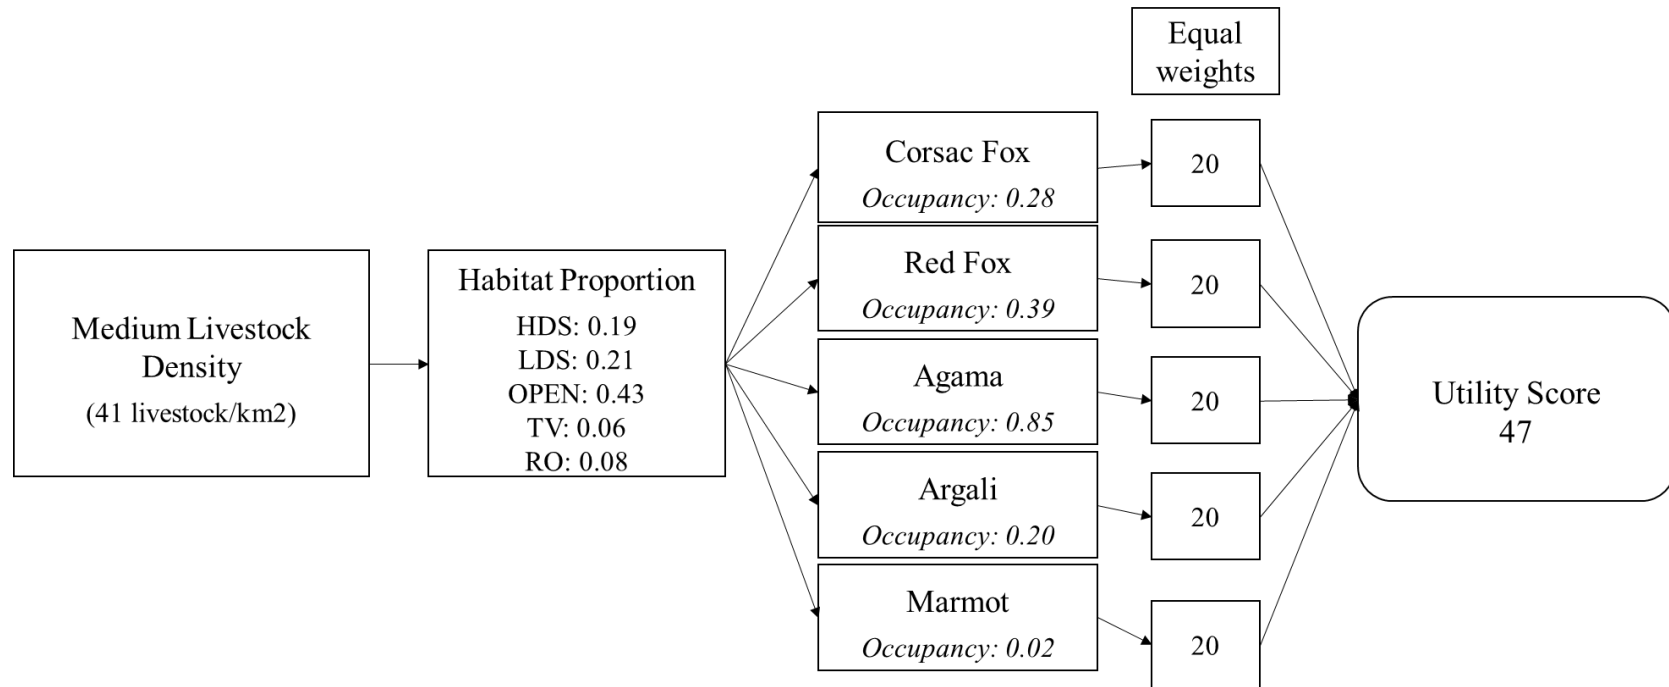 Medium Livestock
Density
(41 livestock/km2)
Habitat Proportion
HDS: 0.19
LDS: 0.21
OPEN: 0.43
TV: 0.06
RO: 0.08
Corsac Fox
Occupancy: 0.28
Red Fox
Occupancy: 0.39
Agama
Occupancy: 0.85
Argali
Occupancy: 0.20
Marmot
Occupancy: 0.02
Equal
weights
20
20
20
20
20
Utility Score
47